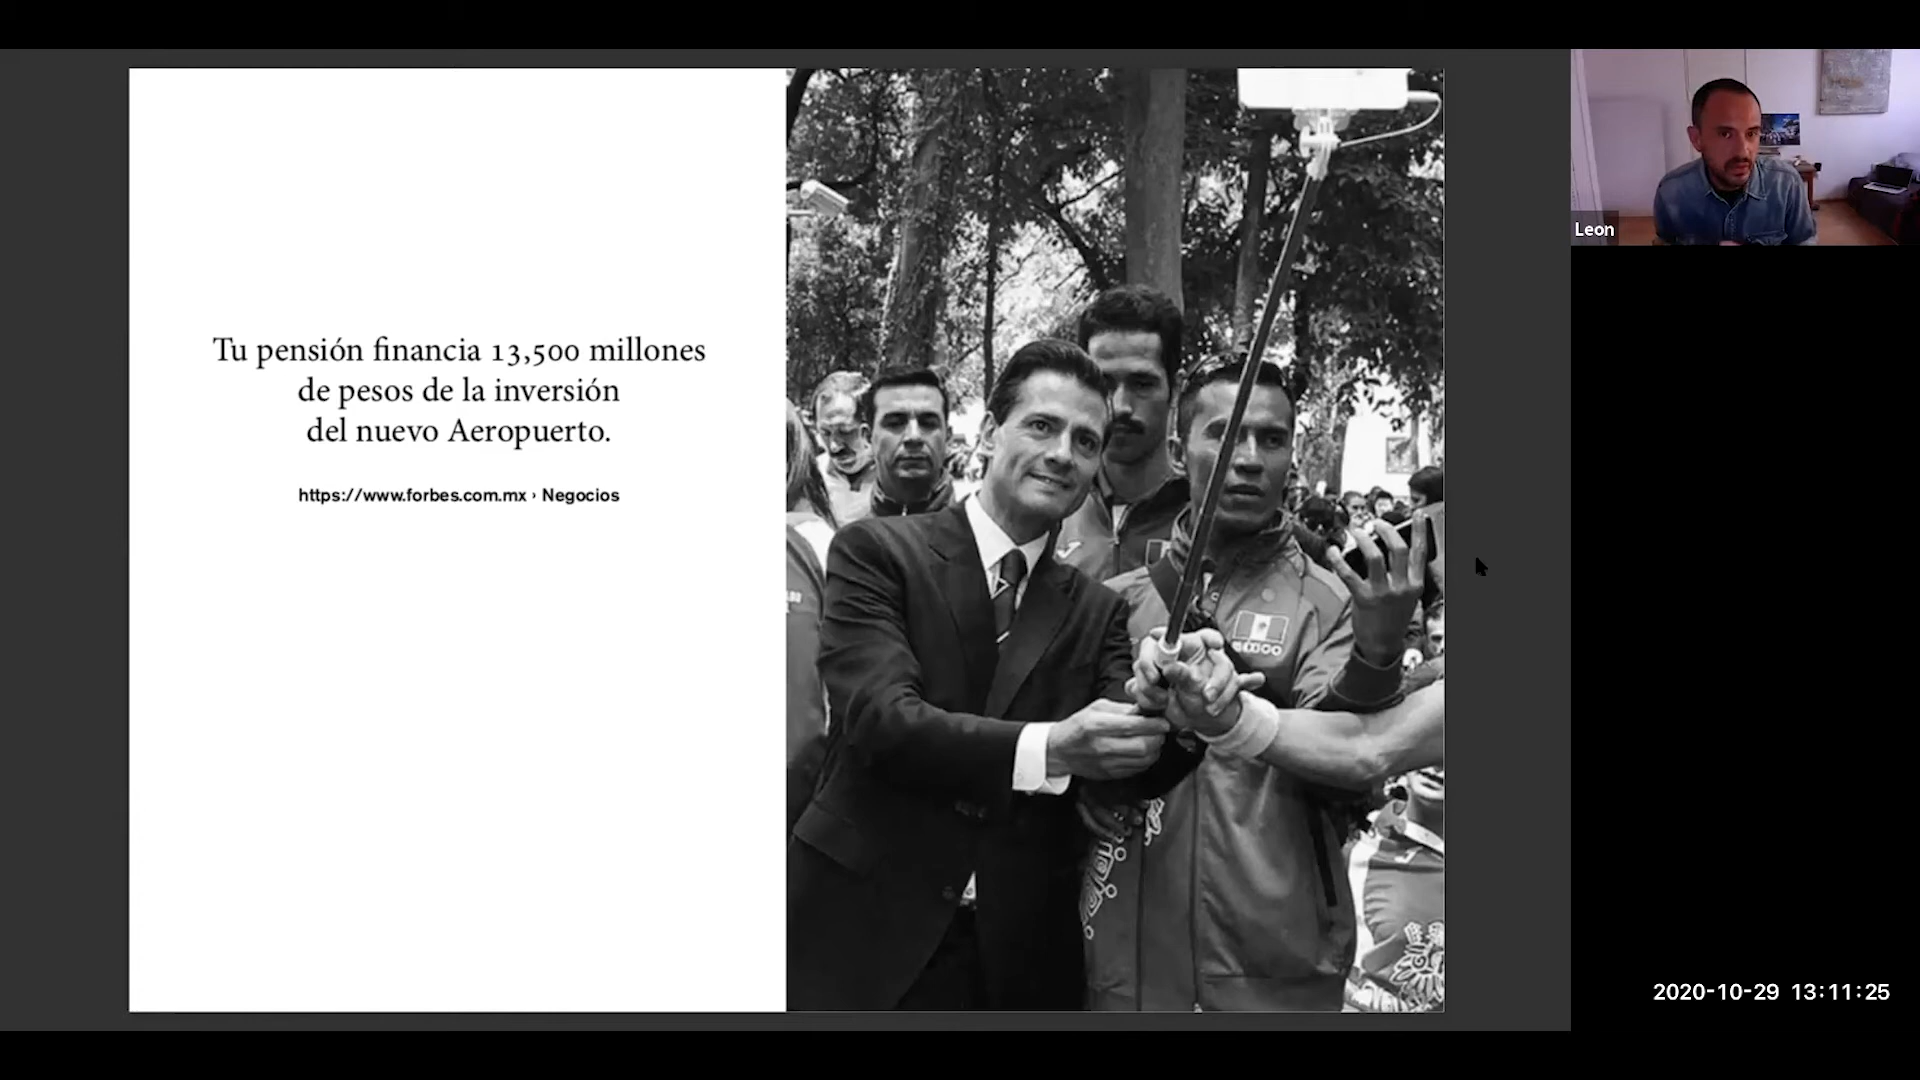 Tu pensión financia 13,500 millones
de pesos de la inversión
del nuevo Aeropuerto.
https://www.forbes.com.mx › Negocios
MEXICO
Leon
2020-10-29 13:11:25